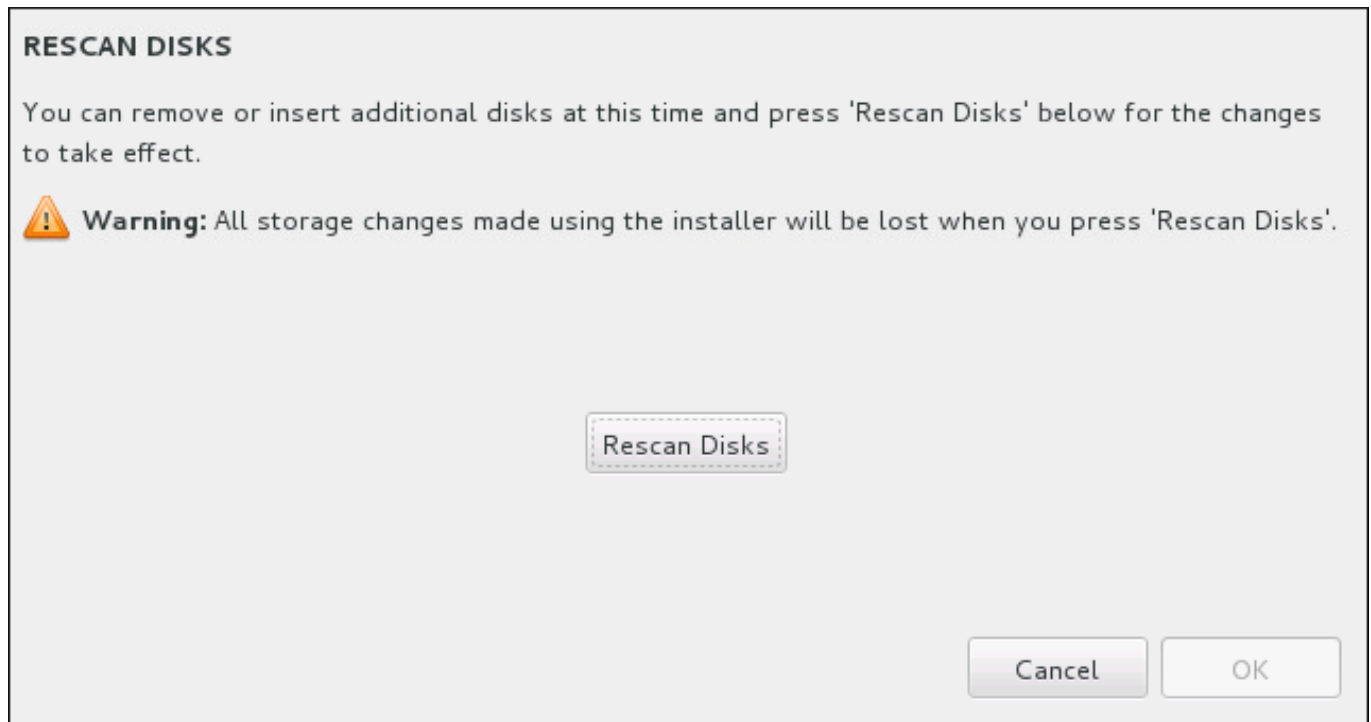 RESCAN DISKS
You can remove or insert additional disks at this time and press 'Rescan Disks' below for the changes
to take effect.
Warning: All storage changes made using the installer will be lost when you press 'Rescan Disks'.
Rescan Disks
Cancel
OK